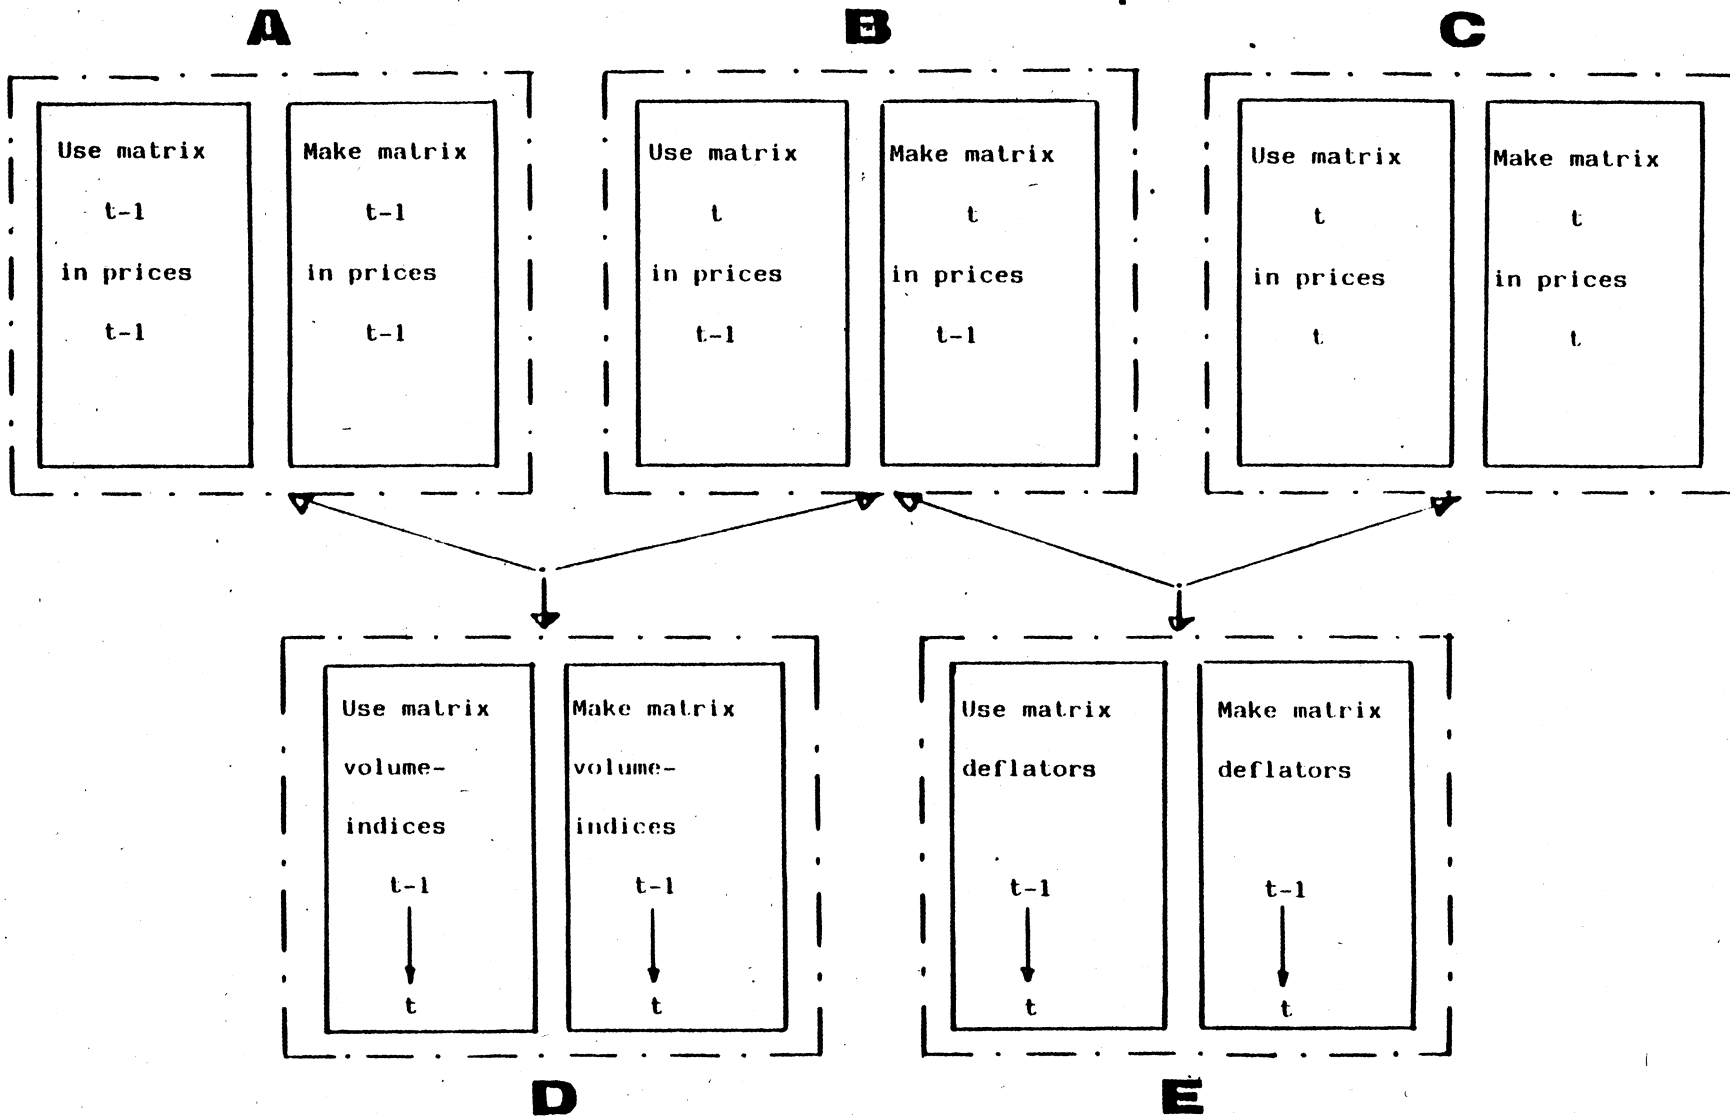 A
Use matrix
t-1
in prices
t-1
Make matrix
t-1
in prices
t-1
B
Use matrix
t
in prices
t-1
Make matrix
t
in prices
t-1
C
Use matrix
t
in prices
t
Make matrix
t
in prices
t
Use matrix
volume-
indices
t-1
t
Make matrix
volume-
indices
t-1
t
D
Use matrix
deflators
t-1
t
Make matrix
deflators
t-1
t
E